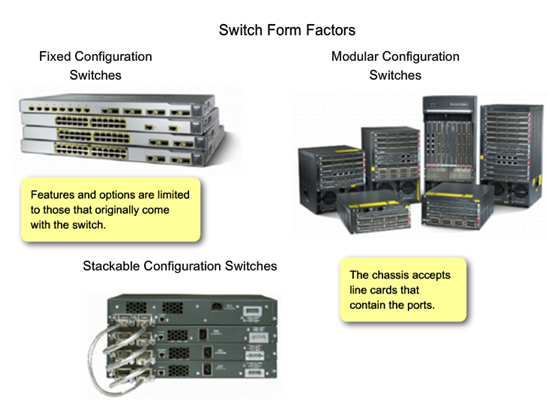 Switch Form Factors
Fixed Configuration
Switches
Modular Configuration
Switches
Features and options are limited
to those that originally come
with the switch.
Stackable Configuration Switches
The chassis accepts
line cards that
contain the ports.